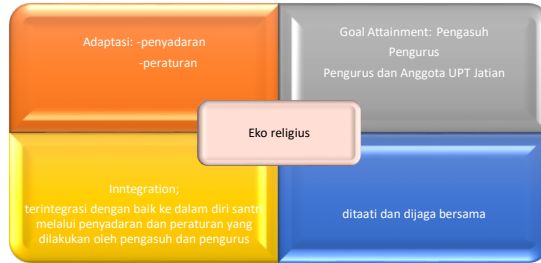 Adaptasi: -penyadaran
-peraturan
Goal Attainment: Pengasuh
Pengurus
Pengurus dan Anggota UPT Jatian
Eko religius
Inntegration;
terintegrasi dengan baik ke dalam diri santri
melalui penyadaran dan peraturan yang
dilakukan oleh pengasuh dan pengurus
ditaati dan dijaga bersama